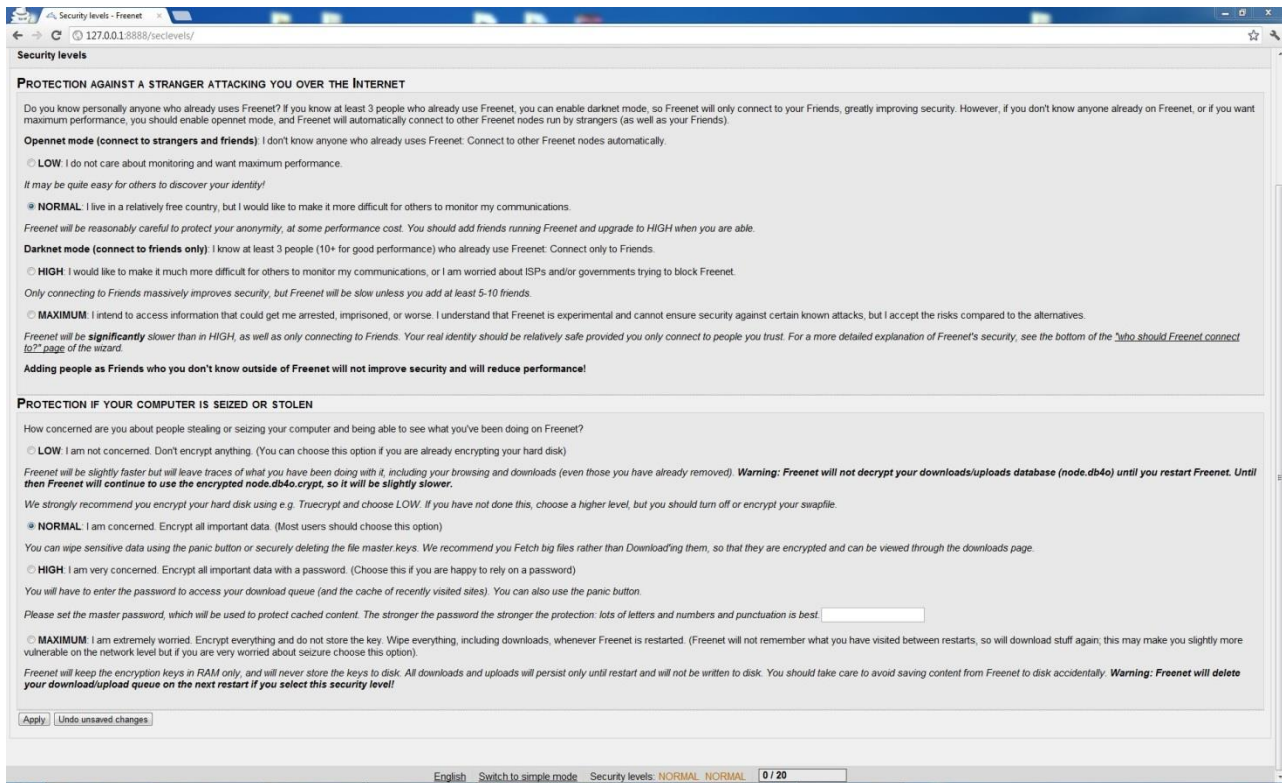 Security levels - Freenet
127.0.0.1:8888/seclevels/
Security levels
PROTECTION AGAINST A STRANGER ATTACKING YOU OVER THE INTERNET
Do you know personally anyone who already uses Freenet? If you know at least 3 people who already use Freenet, you can enable darknet mode, so Freenet will only connect to your Friends, greatly improving security. However, if you don't know anyone already on Freenet, or if you want
maximum performance, you should enable opennet mode, and Freenet will automatically connect to other Freenet nodes run by strangers (as well as your Friends).
Opennet mode (connect to strangers and friends): I don't know anyone who already uses Freenet: Connect to other Freenet nodes automatically.
LOW: I do not care about monitoring and want maximum performance.
It may be quite easy for others to discover your identity!
NORMAL: I live in a relatively free country, but I would like to make it more difficult for others to monitor my communications.
Freenet will be reasonably careful to protect your anonymity, at some performance cost. You should add friends running Freenet and upgrade to HIGH when you are able.
Darknet mode (connect to friends only): I know at least 3 people (10+ for good performance) who already use Freenet: Connect only to Friends.
HIGH: I would like to make it much more difficult for others to monitor my communications, or I am worried about ISPs and/or governments trying to block Freenet.
Only connecting to Friends massively improves security, but Freenet will be slow unless you add at least 5-10 friends.
MAXIMUM: I intend to access information that could get me arrested, imprisoned, or worse. I understand that Freenet is experimental and cannot ensure security against certain known attacks, but I accept the risks compared to the alternatives.
Freenet will be significantly slower than in HIGH, as well as only connecting to Friends. Your real identity should be relatively safe provided you only connect to people you trust. For a more detailed explanation of Freenet's security, see the bottom of the "who should Freenet connect
to?" page of the wizard.
Adding people as Friends who you don't know outside of Freenet will not improve security and will reduce performance!
PROTECTION IF YOUR COMPUTER IS SEIZED OR STOLEN
How concerned are you about people stealing or seizing your computer and being able to see what you've been doing on Freenet?
LOW: I am not concerned. Don't encrypt anything. (You can choose this option if you are already encrypting your hard disk)
Freenet will be slightly faster but will leave traces of what you have been doing with it, including your browsing and downloads (even those you have already removed). Warning: Freenet will not decrypt your downloads/uploads database (node.db4o) until you restart Freenet. Until
then Freenet will continue to use the encrypted node.db4o.crypt, so it will be slightly slower.
We strongly recommend you encrypt your hard disk using e.g. Truecrypt and choose LOW. If you have not done this, choose a higher level, but you should turn off or encrypt your swapfile.
NORMAL: I am concerned. Encrypt all important data. (Most users should choose this option)
You can wipe sensitive data using the panic button or securely deleting the file master.keys. We recommend you Fetch big files rather than Download'ing them, so that they are encrypted and can be viewed through the downloads page.
HIGH: I am very concerned. Encrypt all important data with a password. (Choose this if you are happy to rely on a password)
You will have to enter the password to access your download queue (and the cache of recently visited sites). You can also use the panic button.
Please set the master password, which will be used to protect cached content. The stronger the password the stronger the protection: lots of letters and numbers and punctuation is best.
MAXIMUM: I am extremely worried. Encrypt everything and do not store the key. Wipe everything, including downloads, whenever Freenet is restarted. (Freenet will not remember what you have visited between restarts, so will download stuff again; this may make you slightly more
vulnerable on the network level but if you are very worried about seizure choose this option).
Freenet will keep the encryption keys in RAM only, and will never store the keys to disk. All downloads and uploads will persist only until restart and will not be written to disk. You should take care to avoid saving content from Freenet to disk accidentally. Warning: Freenet will delete
your download/upload queue on the next restart if you select this security level!
Apply Undo unsaved changes
English Switch to simple mode Security levels: NORMAL NORMAL 0 / 20